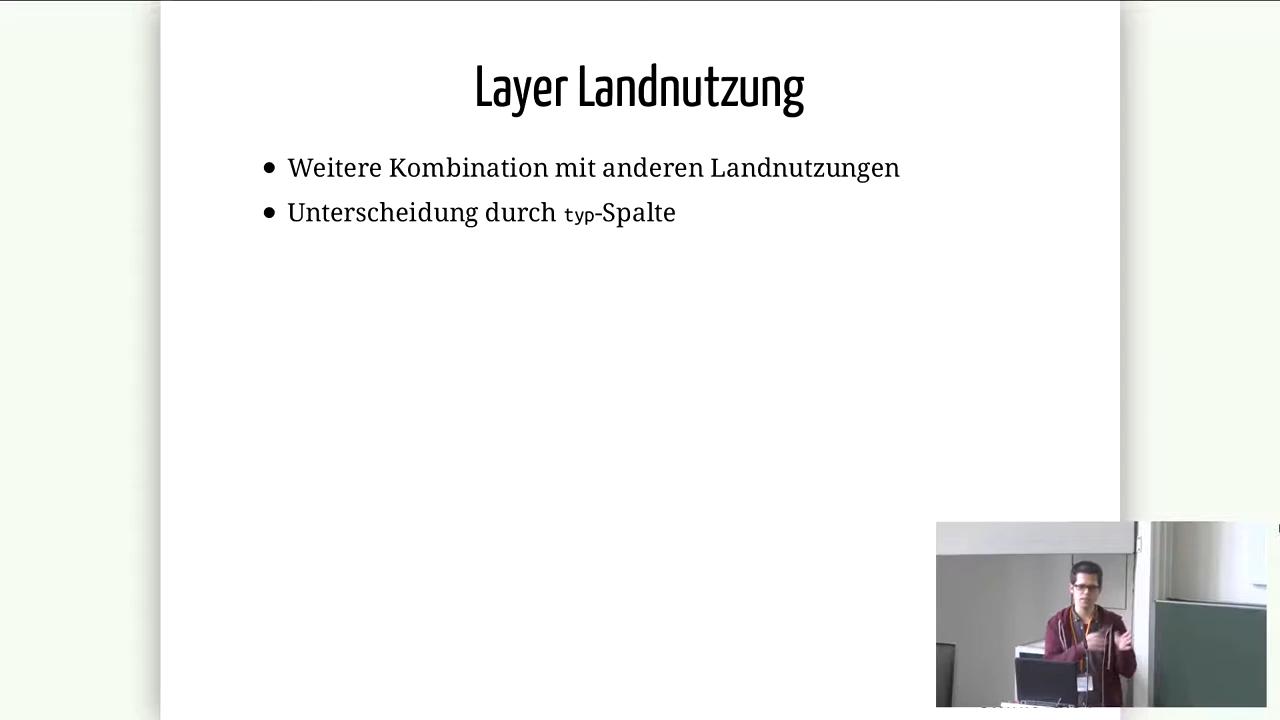 Layer Landnutzung
• Weitere Kombination mit anderen Landnutzungen
• Unterscheidung durch typ-Spalte